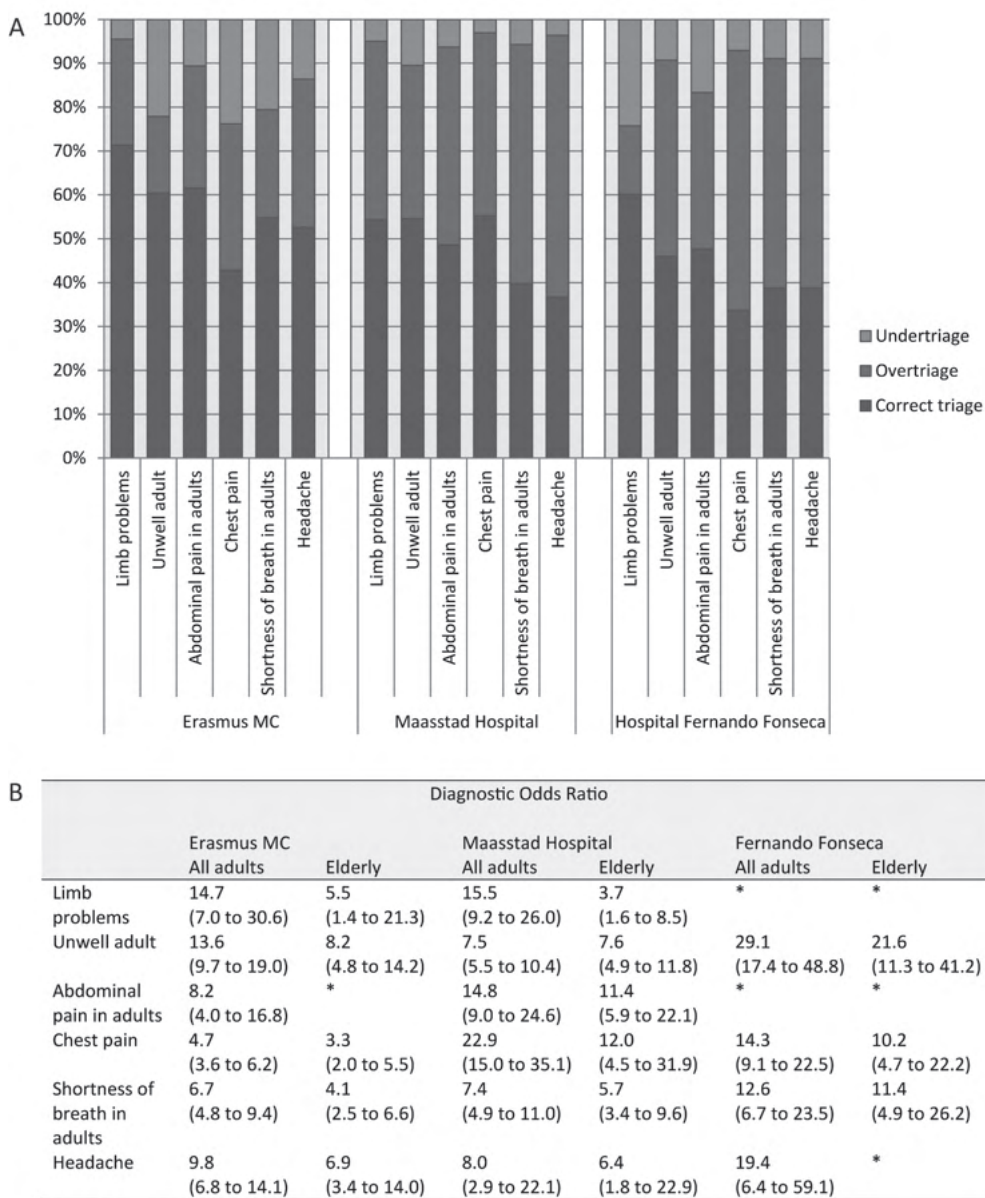 A
100%
90%
80%
70%
60%
50%
40%
30%
20%
10%
0%
Undertriage
Overtriage
Correct triage
Limb problems
Unwell adult
Abdominal pain in adults
Chest pain
Shortness of breath in adults
Headache
Limb problems
Unwell adult
Abdominal pain in adults
Chest pain
Shortness of breath in adults
Headache
Limb problems
Unwell adult
Abdominal pain in adults
Chest pain
Shortness of breath in adults
Headache
Erasmus MC Maasstad Hospital Hospital Fernando Fonseca
B
Diagnostic Odds Ratio
Erasmus MC Maasstad Hospital Fernando Fonseca
All adults Elderly All adults Elderly All adults Elderly
Limb 14.7 5.5 15.5 3.7 * *
problems (7.0 to 30.6) (1.4 to 21.3) (9.2 to 26.0) (1.6 to 8.5)
Unwell adult 13.6 8.2 7.5 7.6 29.1 21.6
(9.7 to 19.0) (4.8 to 14.2) (5.5 to 10.4) (4.9 to 11.8) (17.4 to 48.8) (11.3 to 41.2)
Abdominal 8.2 * 14.8 11.4 * *
pain in adults (4.0 to 16.8) (9.0 to 24.6) (5.9 to 22.1)
Chest pain 4.7 3.3 22.9 12.0 14.3 10.2
(3.6 to 6.2) (2.0 to 5.5) (15.0 to 35.1) (4.5 to 31.9) (9.1 to 22.5) (4.7 to 22.2)
Shortness of 6.7 4.1 7.4 5.7 12.6 11.4
breath in (4.8 to 9.4) (2.5 to 6.6) (4.9 to 11.0) (3.4 to 9.6) (6.7 to 23.5) (4.9 to 26.2)
adults
Headache 9.8 6.9 8.0 6.4 19.4 *
(6.8 to 14.1) (3.4 to 14.0) (2.9 to 22.1) (1.8 to 22.9) (6.4 to 59.1)